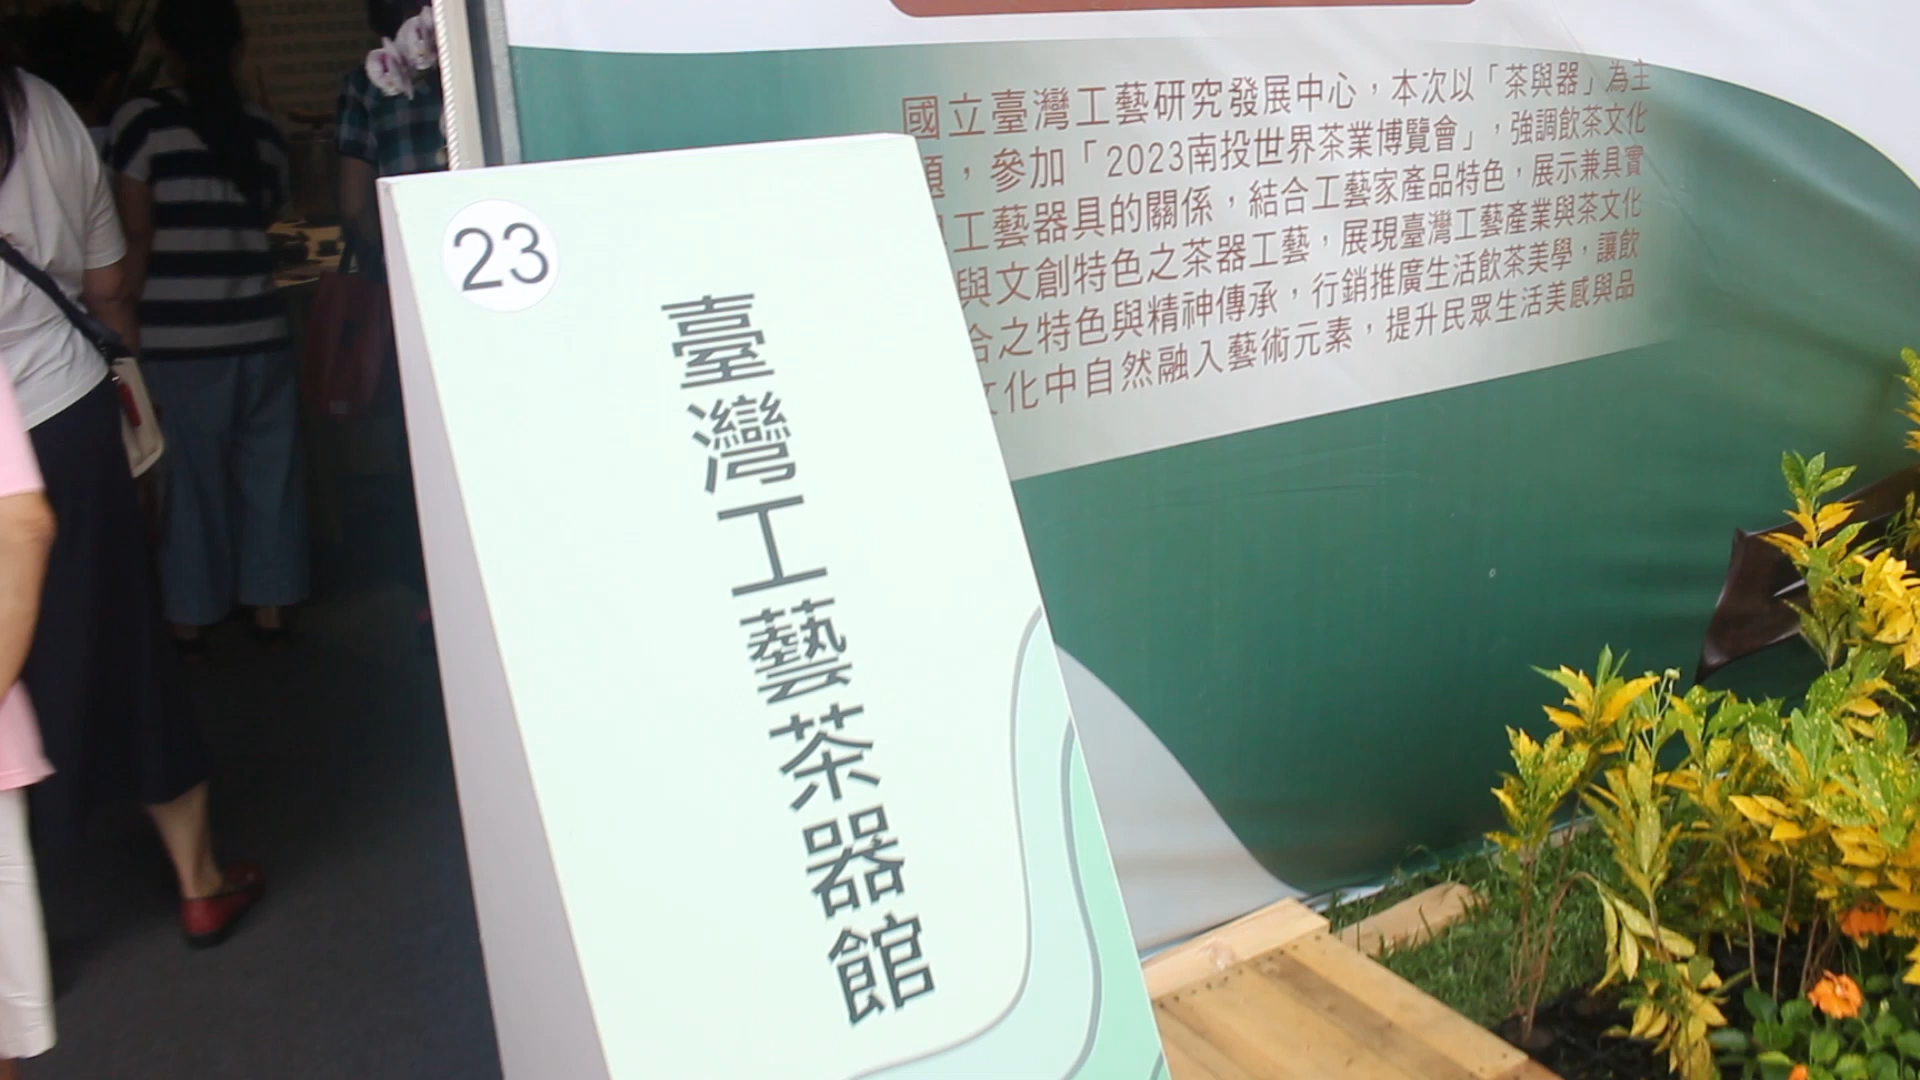 23
臺灣工藝茶器館
國立臺灣工藝研究發展中心，本次以「茶與器」為主
題，參加「2023南投世界茶業博覽會」，強調飲茶文化
工藝器具的關係，結合工藝家產品特色，展示兼具實
與文創特色之茶器工藝，展現臺灣工藝產業與茶文化
合之特色與精神傳承，行銷推廣生活飲茶美學，讓飲
文化中自然融入藝術元素，提升民眾生活美感與品